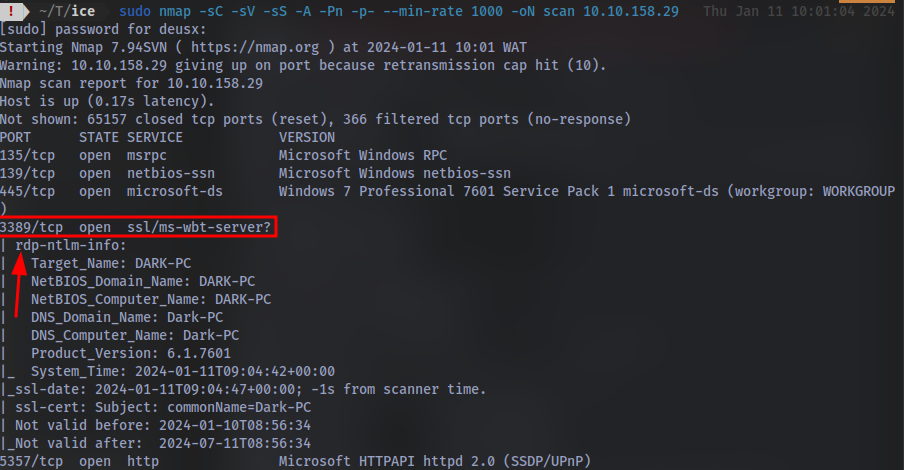 ! ~/T/ice sudo nmap -sC -sV -sS -A -Pn -p- --min-rate 1000 -oN scan 10.10.158.29 Thu Jan 11 10:01:04 2024
[sudo] password for deusx:
Starting Nmap 7.94SVN ( https://nmap.org ) at 2024-01-11 10:01 WAT
Warning: 10.10.158.29 giving up on port because retransmission cap hit (10).
Nmap scan report for 10.10.158.29
Host is up (0.17s latency).
Not shown: 65157 closed tcp ports (reset), 366 filtered tcp ports (no-response)
PORT STATE SERVICE VERSION
135/tcp open msrpc Microsoft Windows RPC
139/tcp open netbios-ssn Microsoft Windows netbios-ssn
445/tcp open microsoft-ds Windows 7 Professional 7601 Service Pack 1 microsoft-ds (workgroup: WORKGROUP
)
3389/tcp open ssl/ms-wbt-server?
| rdp-ntlm-info:
| Target_Name: DARK-PC
| NetBIOS_Domain_Name: DARK-PC
| NetBIOS_Computer_Name: DARK-PC
| DNS_Domain_Name: Dark-PC
| DNS_Computer_Name: Dark-PC
| Product_Version: 6.1.7601
|_ System_Time: 2024-01-11T09:04:42+00:00
|_ssl-date: 2024-01-11T09:04:47+00:00; -1s from scanner time.
| ssl-cert: Subject: commonName=Dark-PC
| Not valid before: 2024-01-10T08:56:34
|_Not valid after: 2024-07-11T08:56:34
5357/tcp open http Microsoft HTTPAPI httpd 2.0 (SSDP/UPnP)